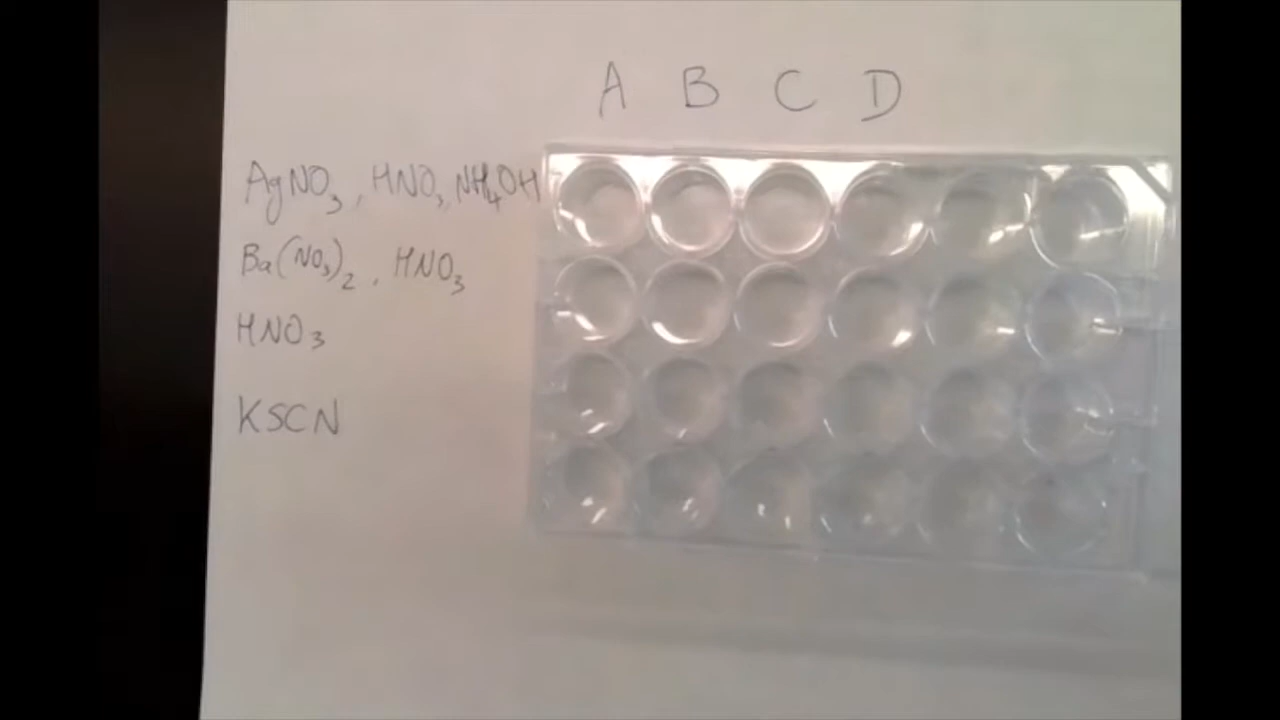 A B C D
AgNO₃, HNO₃, NH₄OH
Ba(NO₃)₂, HNO₃
HNO₃
KSCN